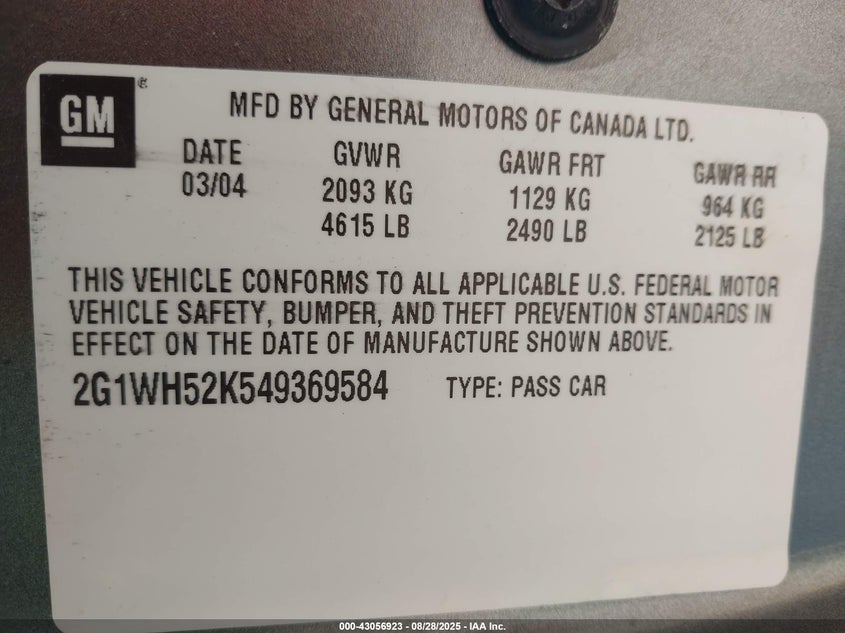 GM
MFD BY GENERAL MOTORS OF CANADA LTD.
DATE GVWR GAWR FRT GAWR RR
03/04 2093 KG 1129 KG 964 KG
4615 LB 2490 LB 2125 LB
THIS VEHICLE CONFORMS TO ALL APPLICABLE U.S. FEDERAL MOTOR
VEHICLE SAFETY, BUMPER, AND THEFT PREVENTION STANDARDS IN
EFFECT ON THE DATE OF MANUFACTURE SHOWN ABOVE.
2G1WH52K549369584 TYPE: PASS CAR
000-43056923 - 08/28/2025 - IAA Inc.